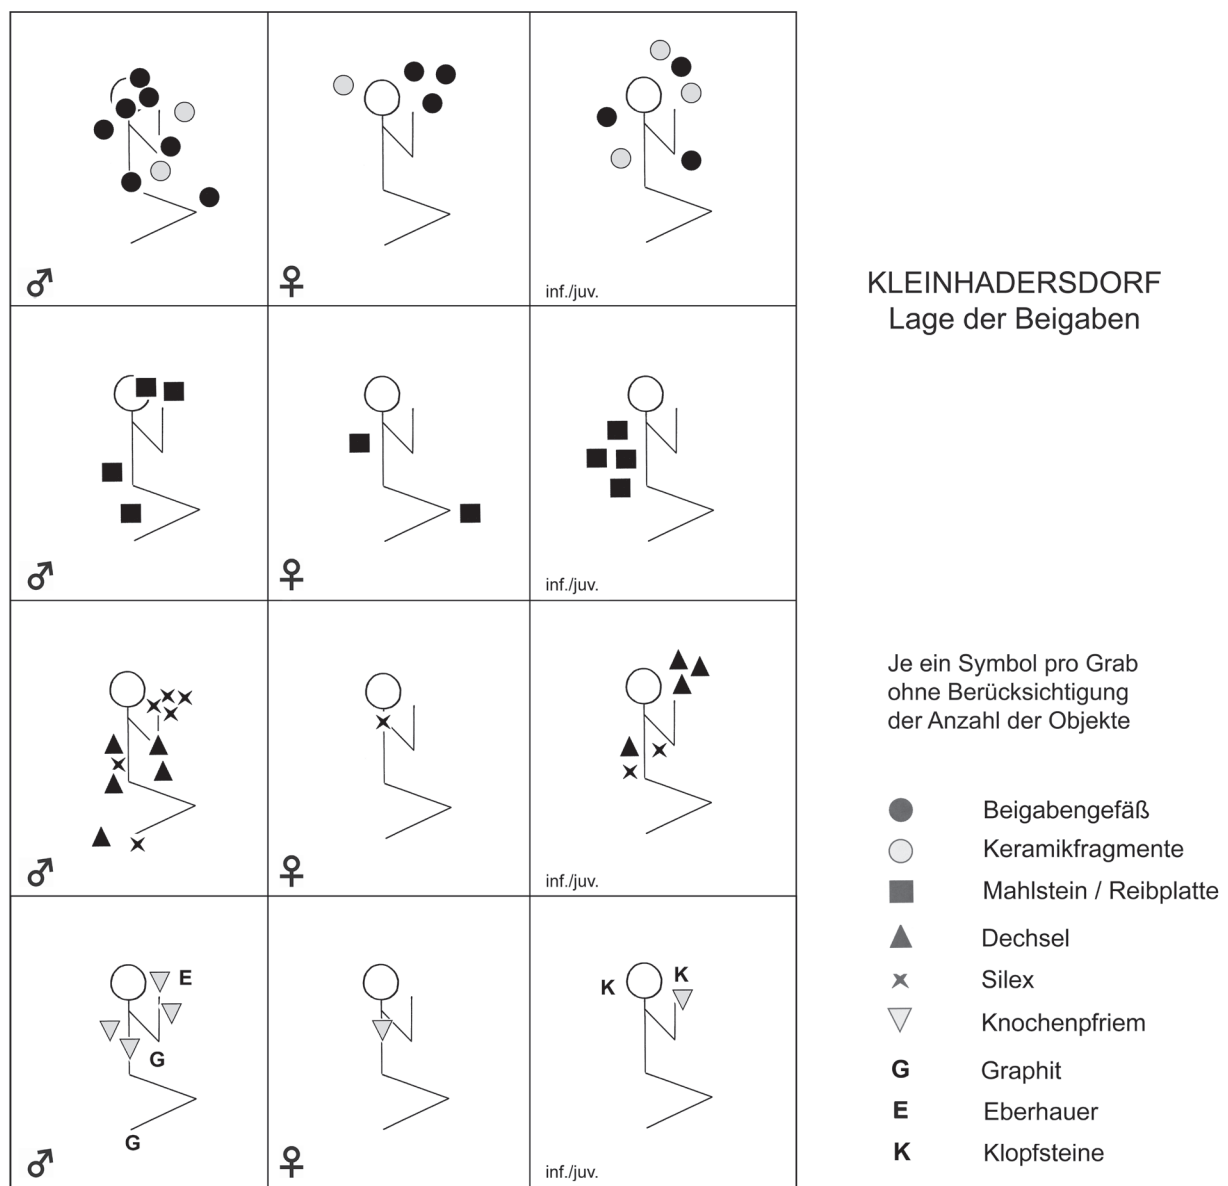 ♂
♀
inf./juv.
♂
♀
inf./juv.
♂
♀
inf./juv.
E
G
G
♂
♀
K
K
inf./juv.
KLEINHADERSDORF
Lage der Beigaben
Je ein Symbol pro Grab
ohne Berücksichtigung
der Anzahl der Objekte
Beigabengefäß
Keramikfragmente
Mahlstein / Reibplatte
Dechsel
Silex
Knochenpfriem
G Graphit
E Eberhauer
K Klopfsteine